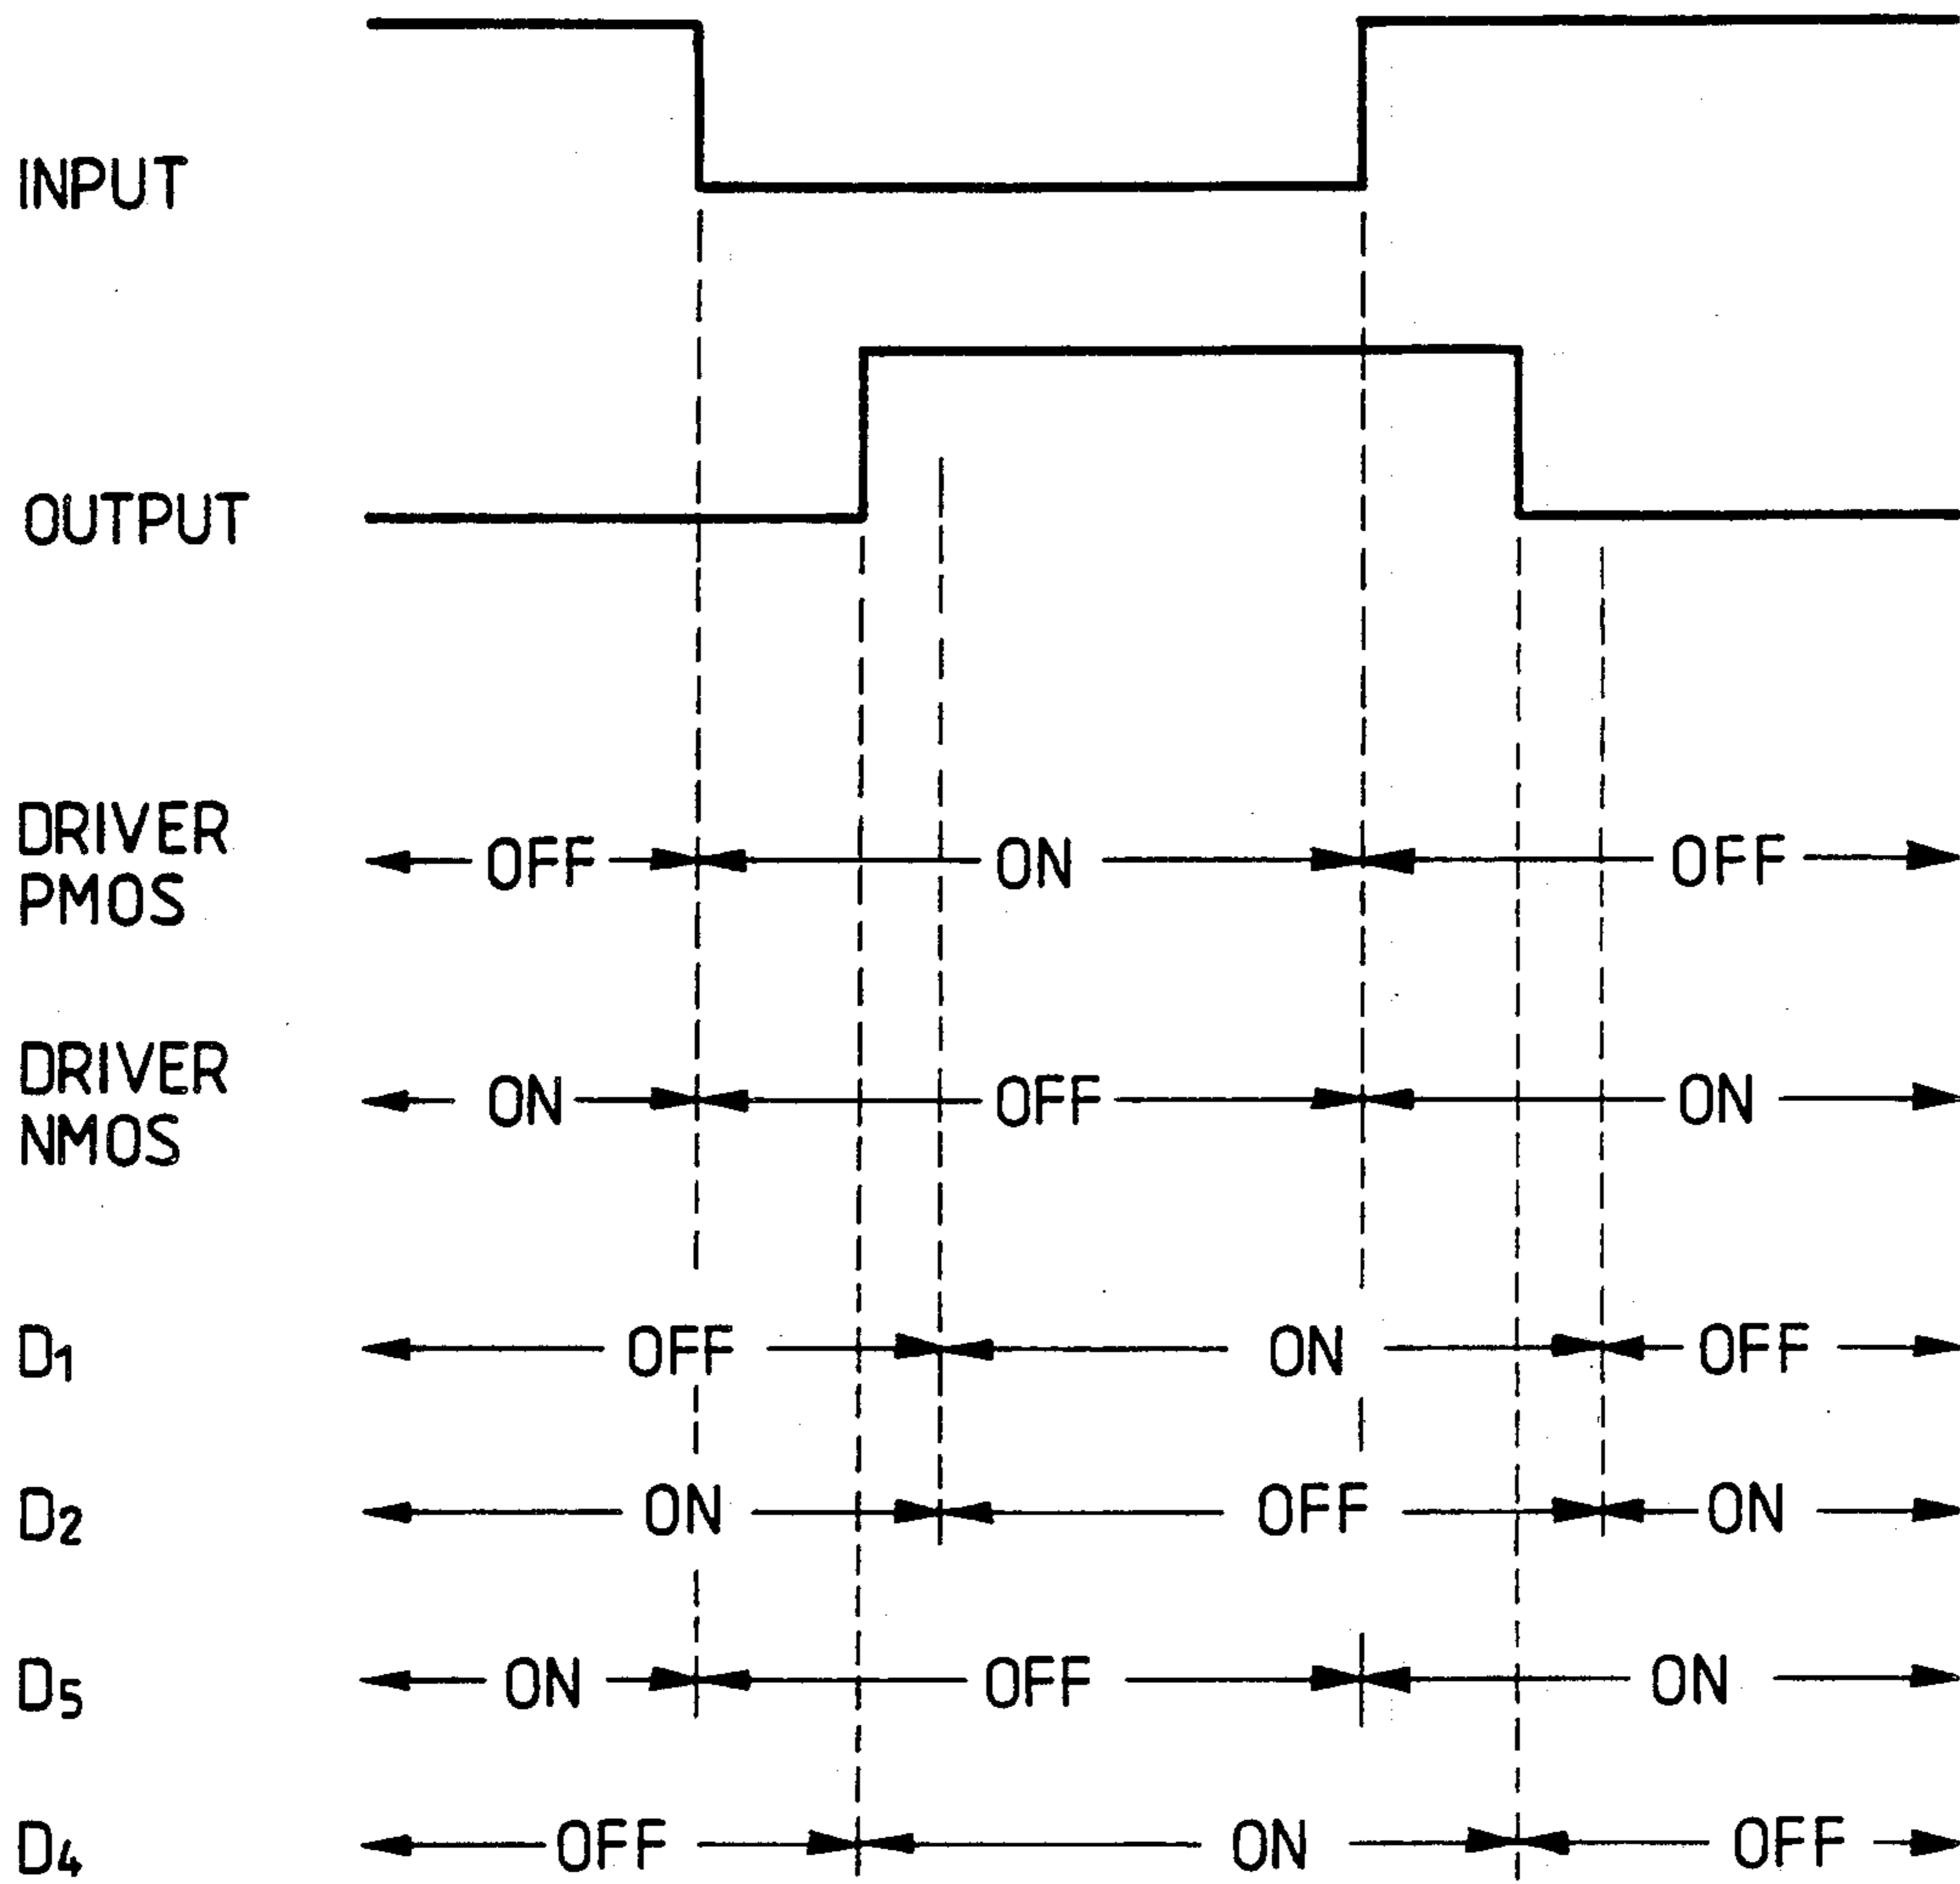 INPUT
OUTPUT
DRIVER
PMOS
OFF ON OFF
DRIVER
NMOS
ON OFF ON
D1 OFF ON OFF
D2 ON OFF ON
D5 ON OFF ON
D4 OFF ON OFF